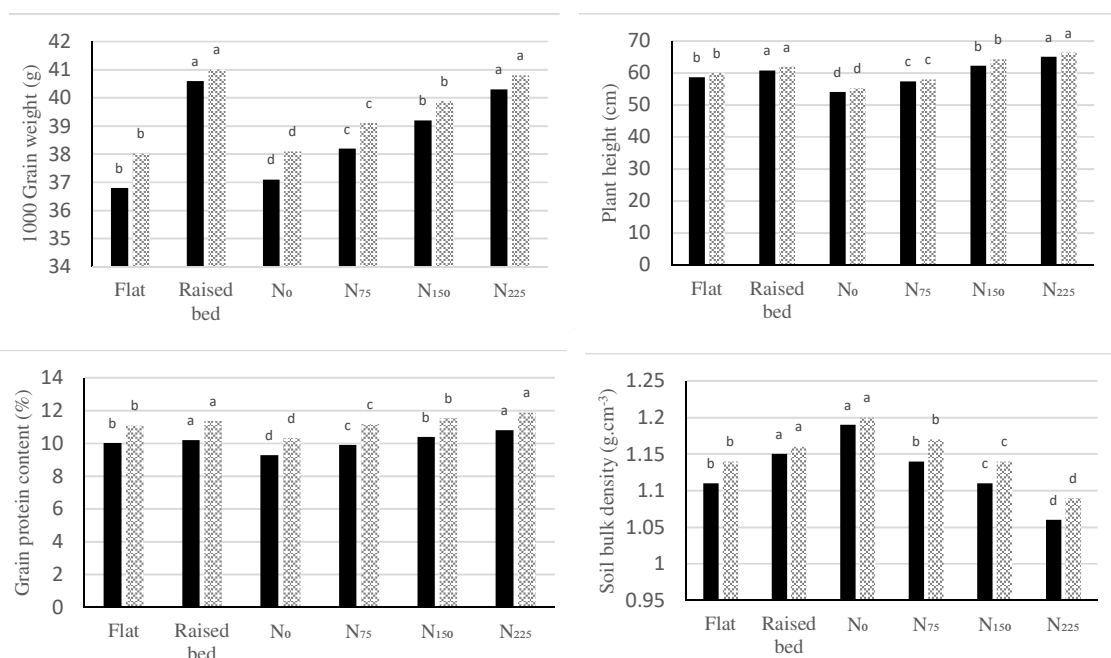 1000 Grain weight (g)
42
41
40
39
38
37
36
35
34
b b a a d d c c b b a a
Flat Raised bed N₀ N₇₅ N₁₅₀ N₂₂₅
Plant height (cm)
70
60
50
40
30
20
10
0
b b a a d d c c b b a a
Flat Raised bed N₀ N₇₅ N₁₅₀ N₂₂₅
Grain protein content (%)
14
12
10
8
6
4
2
0
b b a a d d c c b b a a
Flat Raised bed N₀ N₇₅ N₁₅₀ N₂₂₅
Soil bulk density (g.cm⁻³)
1.25
1.2
1.15
1.1
1.05
1
0.95
b b a a a a b b c c d d
Flat Raised bed N₀ N₇₅ N₁₅₀ N₂₂₅